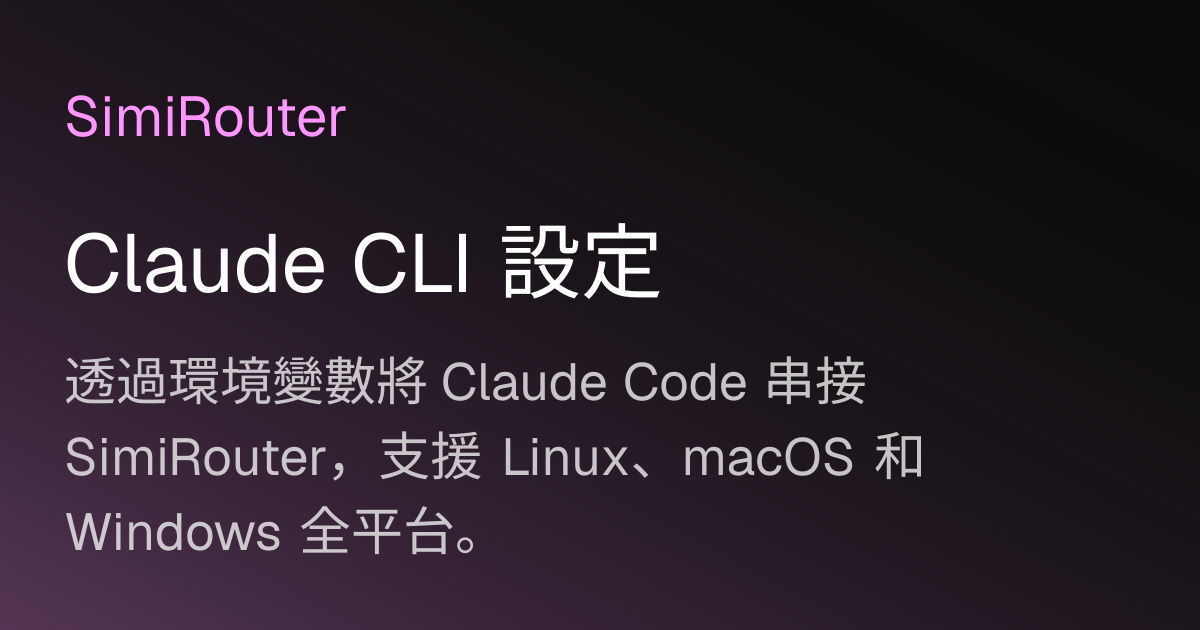 SimiRouter
Claude CLI 設定
透過環境變數將 Claude Code 串接
SimiRouter，支援 Linux、macOS 和
Windows 全平台。